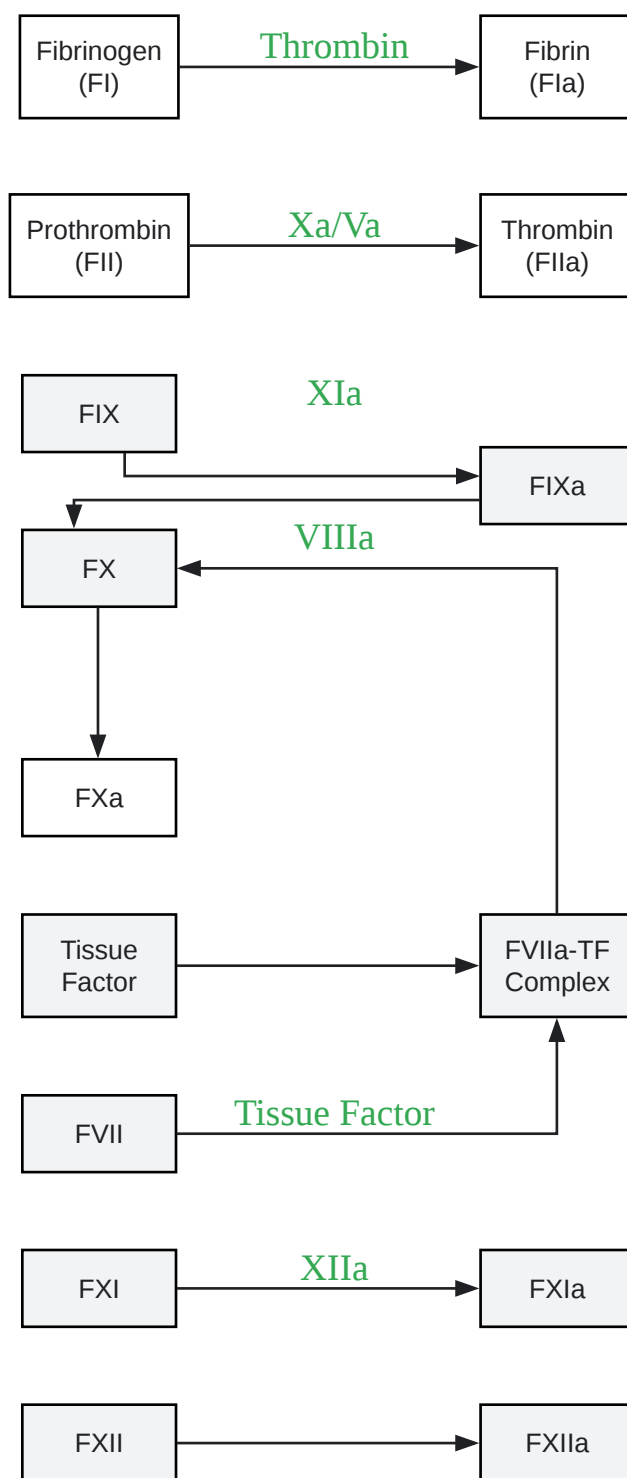 Fibrinogen
(FI)
Thrombin
Fibrin
(FIa)
Prothrombin
(FII)
Xa/Va
Thrombin
(FIIa)
FIX
XIa
FIXa
FX
VIIIa
FXa
Tissue
Factor
FVIIa-TF
Complex
FVII
Tissue Factor
FXI
XIIa
FXIa
FXII
FXIIa